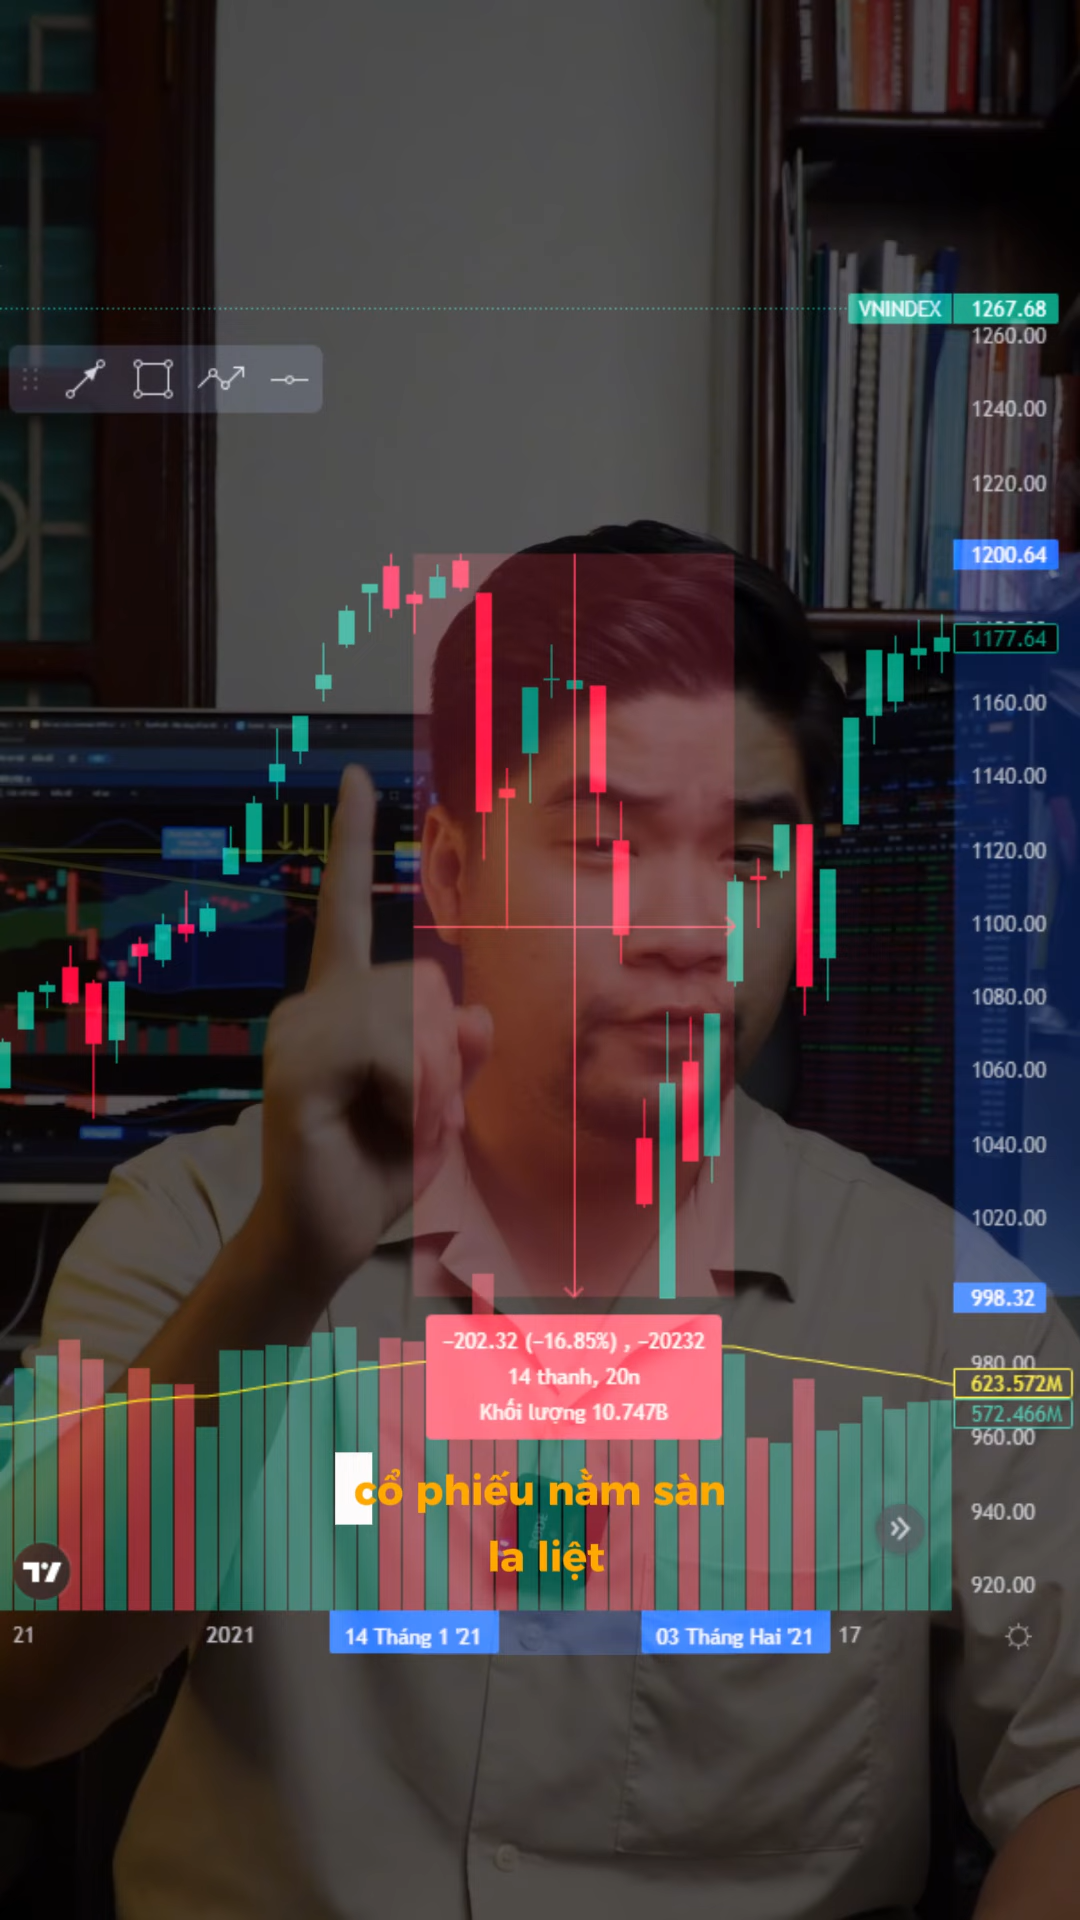 VNINDEX 1267.68
1260.00
1240.00
1220.00
1200.64
1177.64
1160.00
1140.00
1120.00
1100.00
1080.00
1060.00
1040.00
1020.00
998.32
−202.32 (−16.85%) , −20232
14 thanh, 20n
Khối lượng 10.747B
980.00
623.572M
572.466M
960.00
cổ phiếu nằm sàn
la liệt
940.00
920.00
21 2021 14 Tháng 1 '21 03 Tháng Hai '21 17